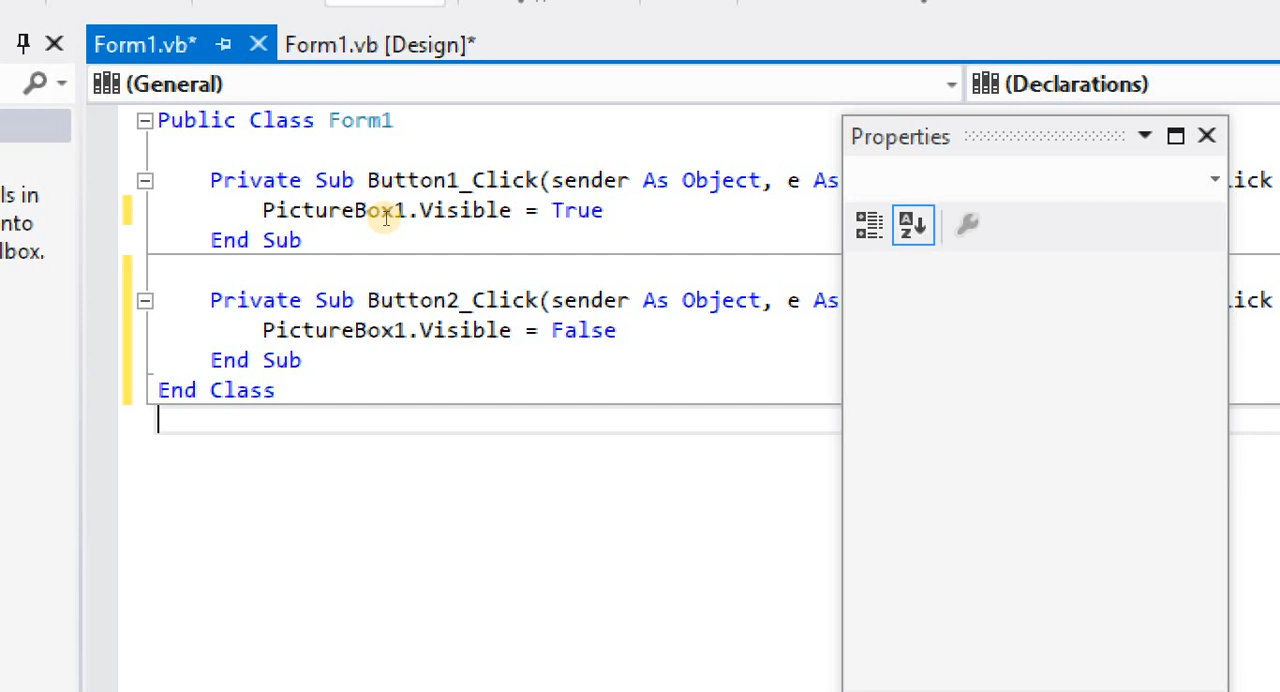 Form1.vb* Form1.vb [Design]*
(General) (Declarations)
Public Class Form1
Properties
Private Sub Button1_Click(sender As Object, e As lick
PictureBox1.Visible = True
End Sub
Private Sub Button2_Click(sender As Object, e As lick
PictureBox1.Visible = False
End Sub
End Class
ls in
nto
lbox.
A
Z